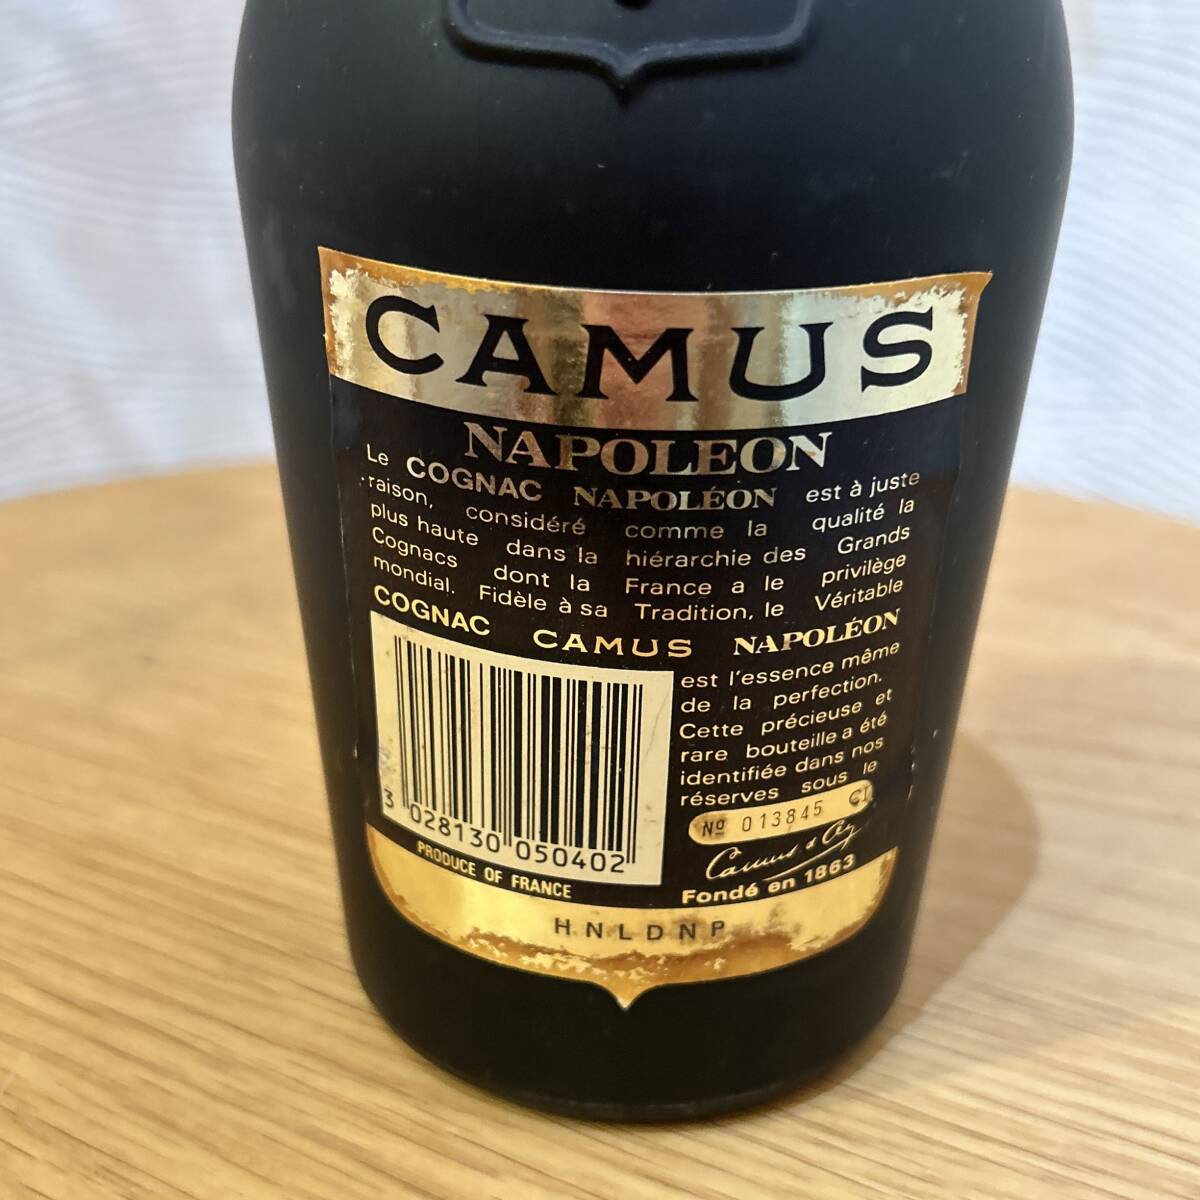 CAMUS
NAPOLEON
Le COGNAC NAPOLÉON est à juste
raison, considéré comme la qualité la
plus haute dans la hiérarchie des Grands
Cognacs dont la France a le privilège
mondial. Fidèle à sa Tradition, le Véritable
COGNAC CAMUS NAPOLÉON
est l'essence même
de la perfection.
Cette précieuse et
rare bouteille a été
identifiée dans nos
réserves sous le
Nº 013845
Camus & Cie
Fondé en 1863
3 028130 050402
PRODUCE OF FRANCE
HNLDNP